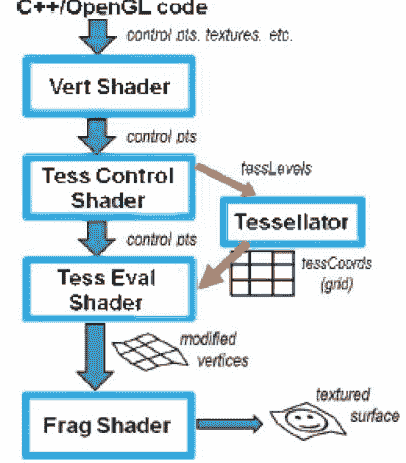 C++/OpenGL code
control pts, textures, etc.
Vert Shader
control pts
Tess Control
Shader
tessLevels
Tessellator
control pts
tessCoords
(grid)
Tess Eval
Shader
modified
vertices
Frag Shader
textured
surface